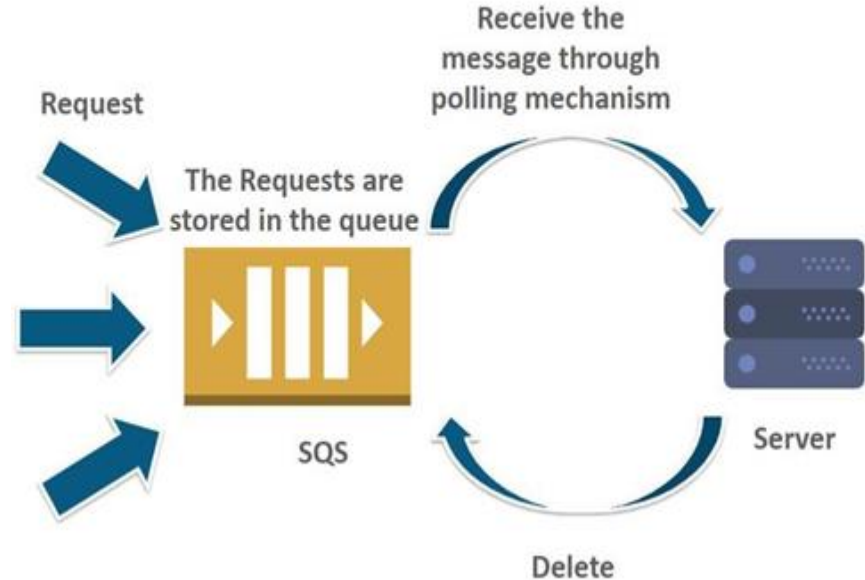 Receive the
message through
polling mechanism
Request
The Requests are
stored in the queue
SQS
Server
Delete